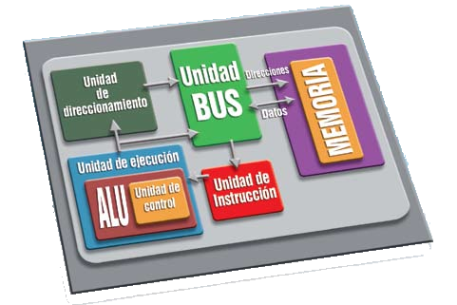 Unidad
de
direccionamiento
Unidad
BUS
Direcciones
Datos
MEMORIA
Unidad de ejecución
ALU
Unidad de
control
Unidad de
Instrucción